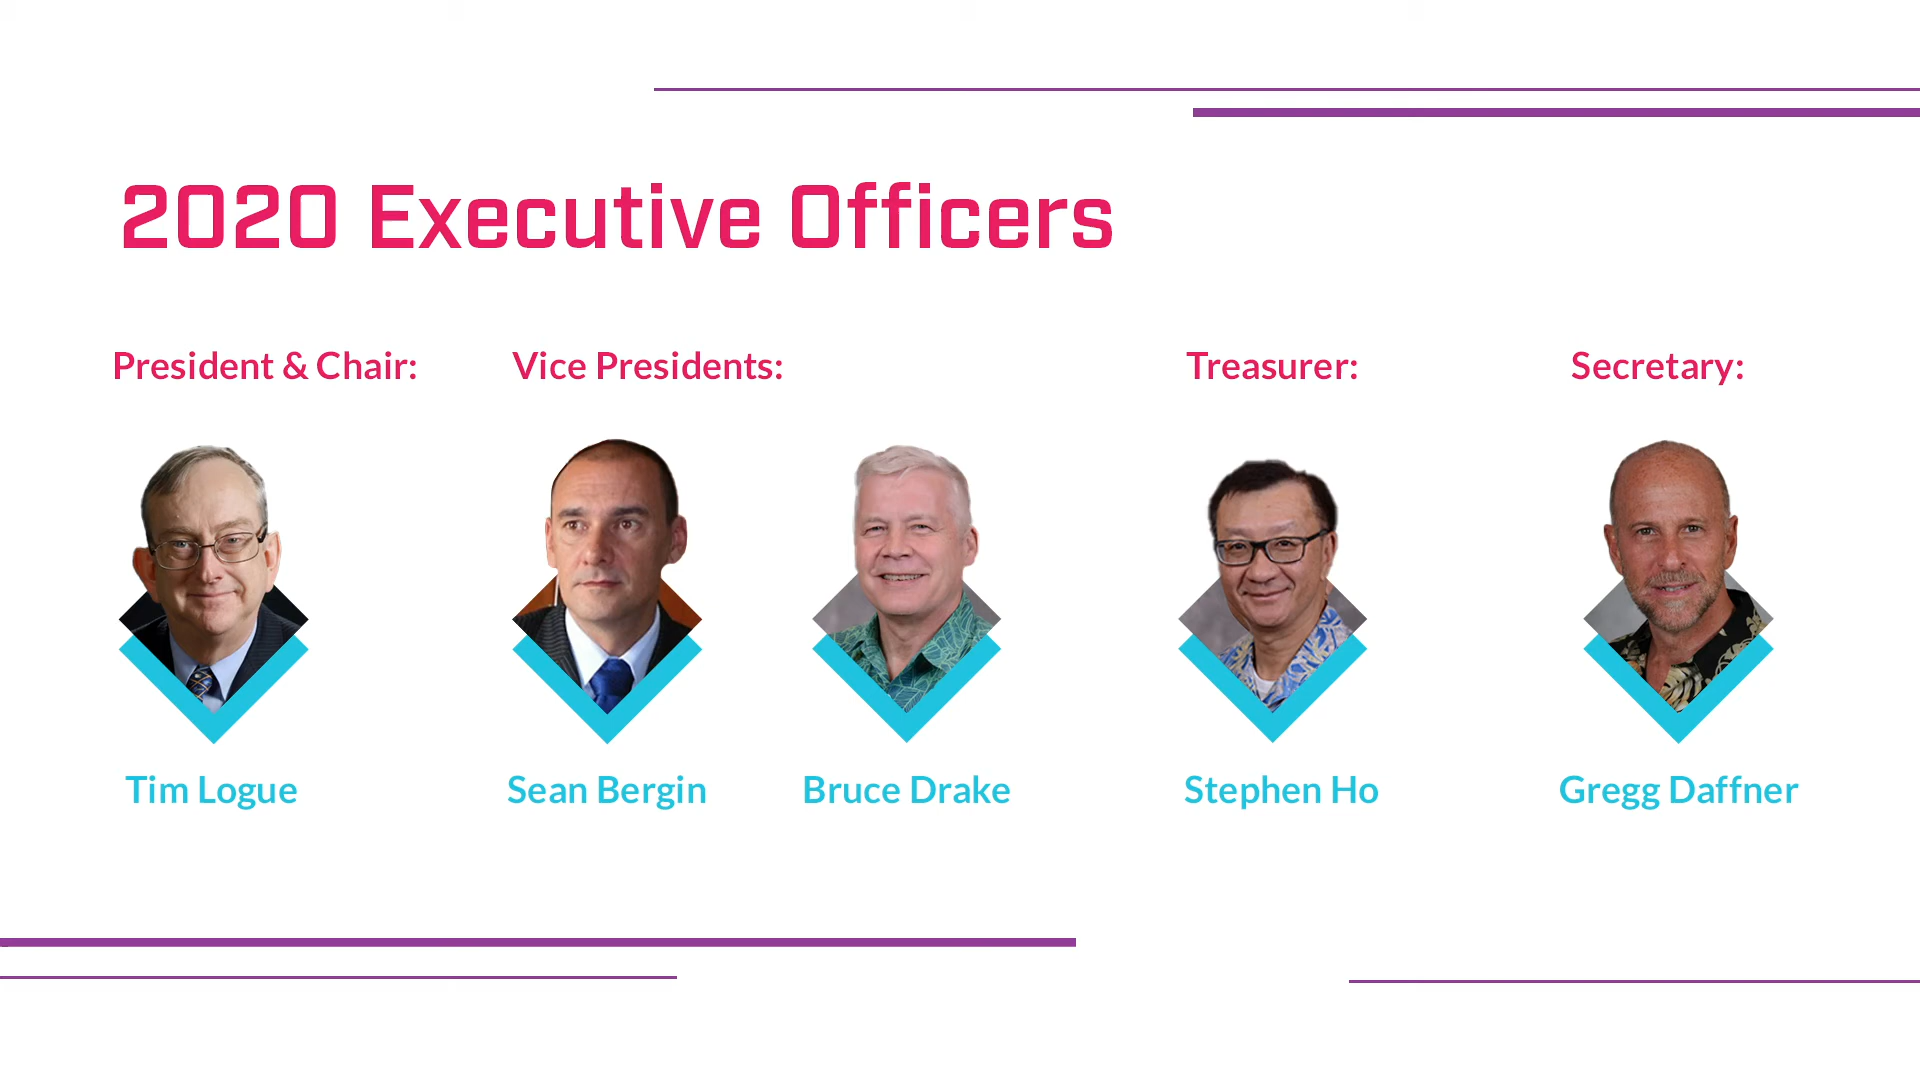 2020 Executive Officers
President & Chair:
Vice Presidents:
Treasurer:
Secretary:
Tim Logue
Sean Bergin
Bruce Drake
Stephen Ho
Gregg Daffner